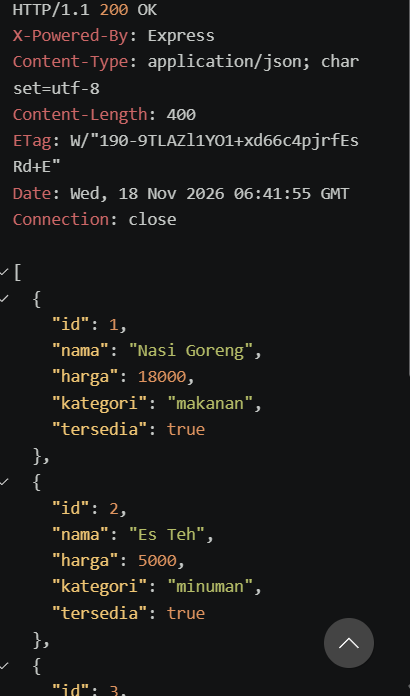 HTTP/1.1 200 OK
X-Powered-By: Express
Content-Type: application/json; char
set=utf-8
Content-Length: 400
ETag: W/"190-9TLAZl1YO1+xd66c4pjrfEs
Rd+E"
Date: Wed, 18 Nov 2026 06:41:55 GMT
Connection: close
[
{
"id": 1,
"nama": "Nasi Goreng",
"harga": 18000,
"kategori": "makanan",
"tersedia": true
},
{
"id": 2,
"nama": "Es Teh",
"harga": 5000,
"kategori": "minuman",
"tersedia": true
},
{
"id": 3,